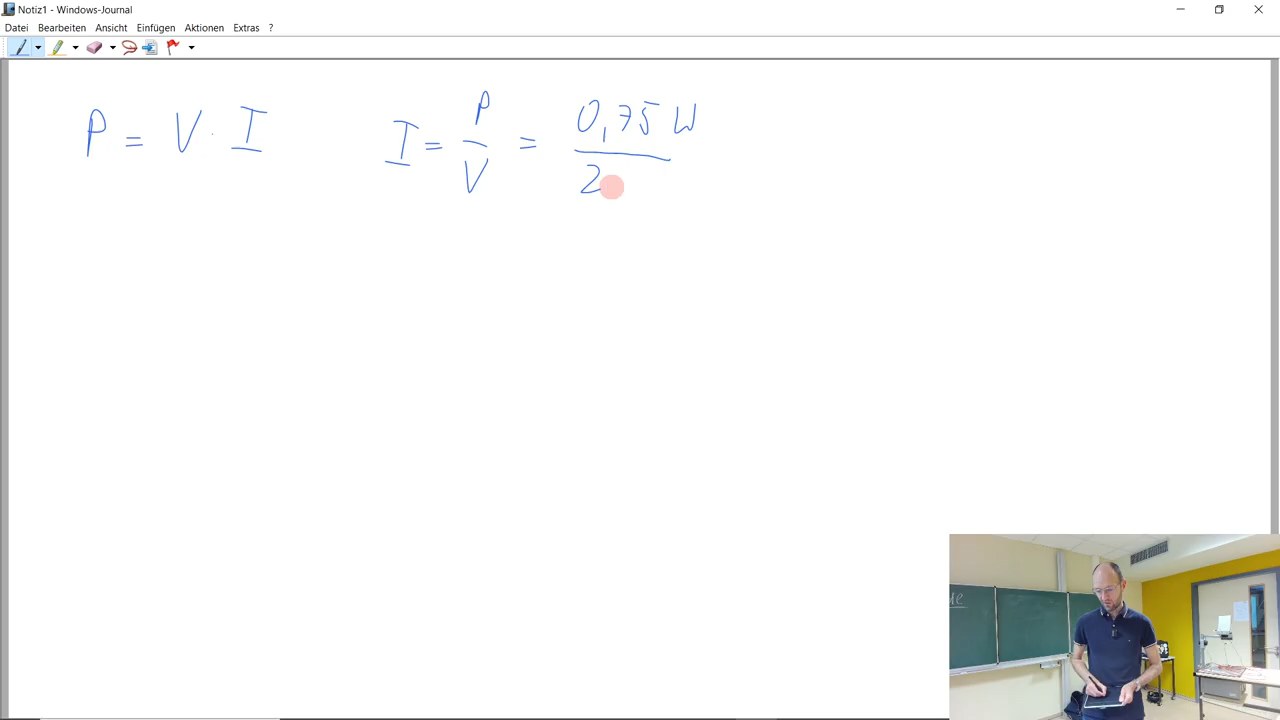 Notiz1 - Windows-Journal
Datei Bearbeiten Ansicht Einfügen Aktionen Extras ?
P = V · I I = P/V = 0,75 W / 2